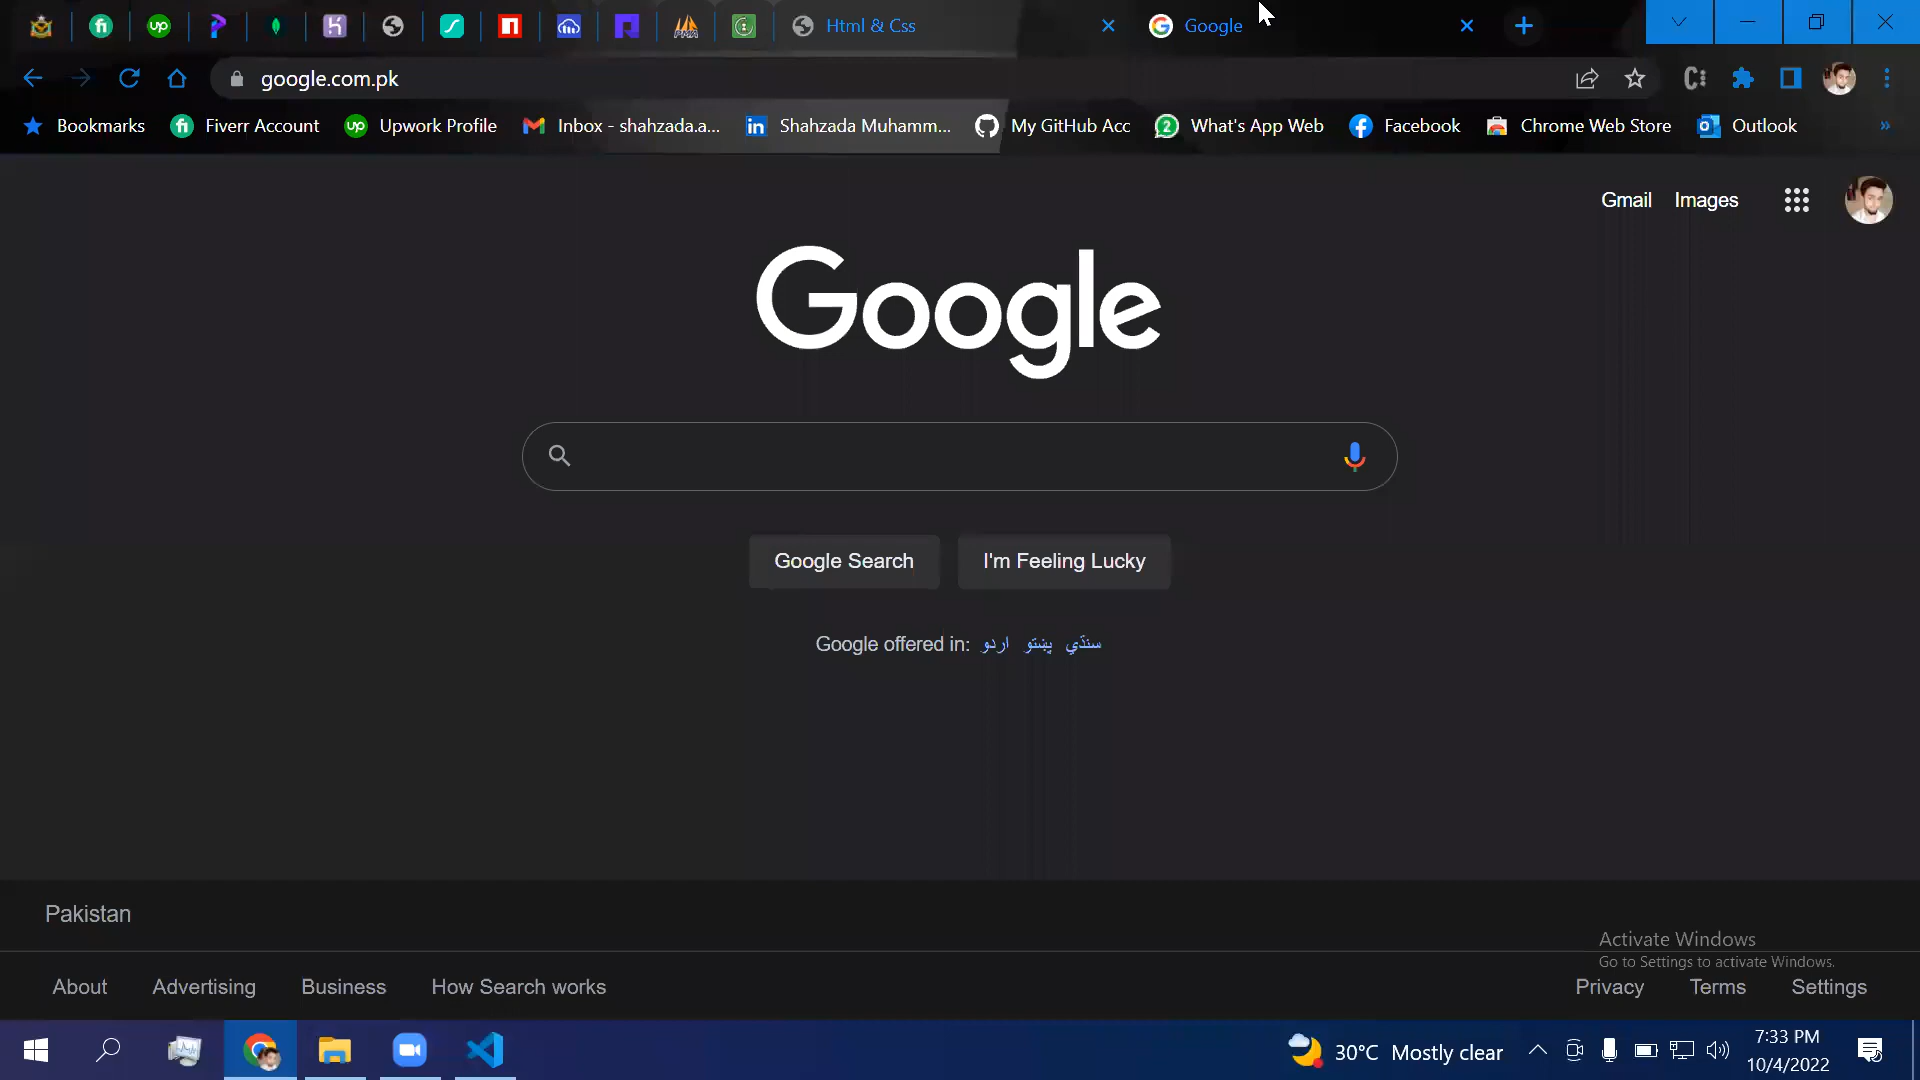 Html & Css
Google
google.com.pk
Bookmarks Fiverr Account Upwork Profile Inbox - shahzada.a... Shahzada Muhamm... My GitHub Acc What's App Web Facebook Chrome Web Store Outlook »
Gmail Images
Google
Google Search I'm Feeling Lucky
Google offered in: اردو پښتو سنڌي
Pakistan
Activate Windows
Go to Settings to activate Windows.
About Advertising Business How Search works Privacy Terms Settings
30°C Mostly clear
7:33 PM
10/4/2022